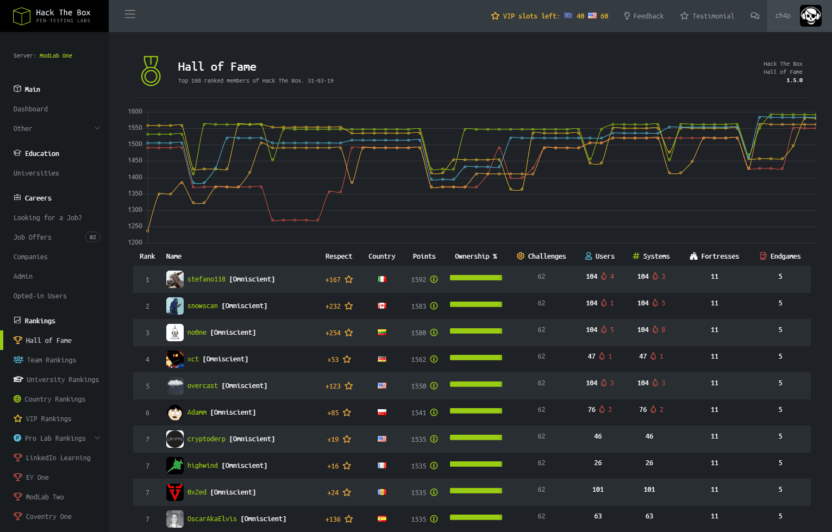 Hack The Box
PEN-TESTING LABS
VIP slots left: 40 60
Feedback
Testimonial
ch4p
Server: ModLab One
Main
Dashboard
Other
Education
Universities
Careers
Looking for a Job?
Job Offers 82
Companies
Admin
Opted-in Users
Rankings
Hall of Fame
Team Rankings
University Rankings
Country Rankings
VIP Rankings
Pro Lab Rankings
LinkedIn Learning
EY One
ModLab Two
Coventry One
Hall of Fame
Top 100 ranked members of Hack The Box. 31-03-19
Hack The Box
Hall of Fame
1.5.0
1600
1550
1500
1450
1400
1350
1300
1250
1200
Rank Name Respect Country Points Ownership % Challenges Users Systems Fortresses Endgames
1 stefano118 [Omniscient] +167 1592 62 104 4 104 3 11 5
2 snowscan [Omniscient] +232 1583 62 104 1 104 5 11 5
3 no0ne [Omniscient] +254 1580 62 104 5 104 8 11 5
4 xct [Omniscient] +53 1562 62 47 1 47 1 11 5
5 overcast [Omniscient] +123 1550 62 104 3 104 3 11 5
6 Adamm [Omniscient] +85 1541 62 76 2 76 2 11 5
7 cryptoderp [Omniscient] +19 1535 62 46 46 11 5
7 highwind [Omniscient] +16 1535 62 26 26 11 5
7 0xZed [Omniscient] +24 1535 62 101 101 11 5
7 OscarAkaElvis [Omniscient] +136 1535 62 63 63 11 5